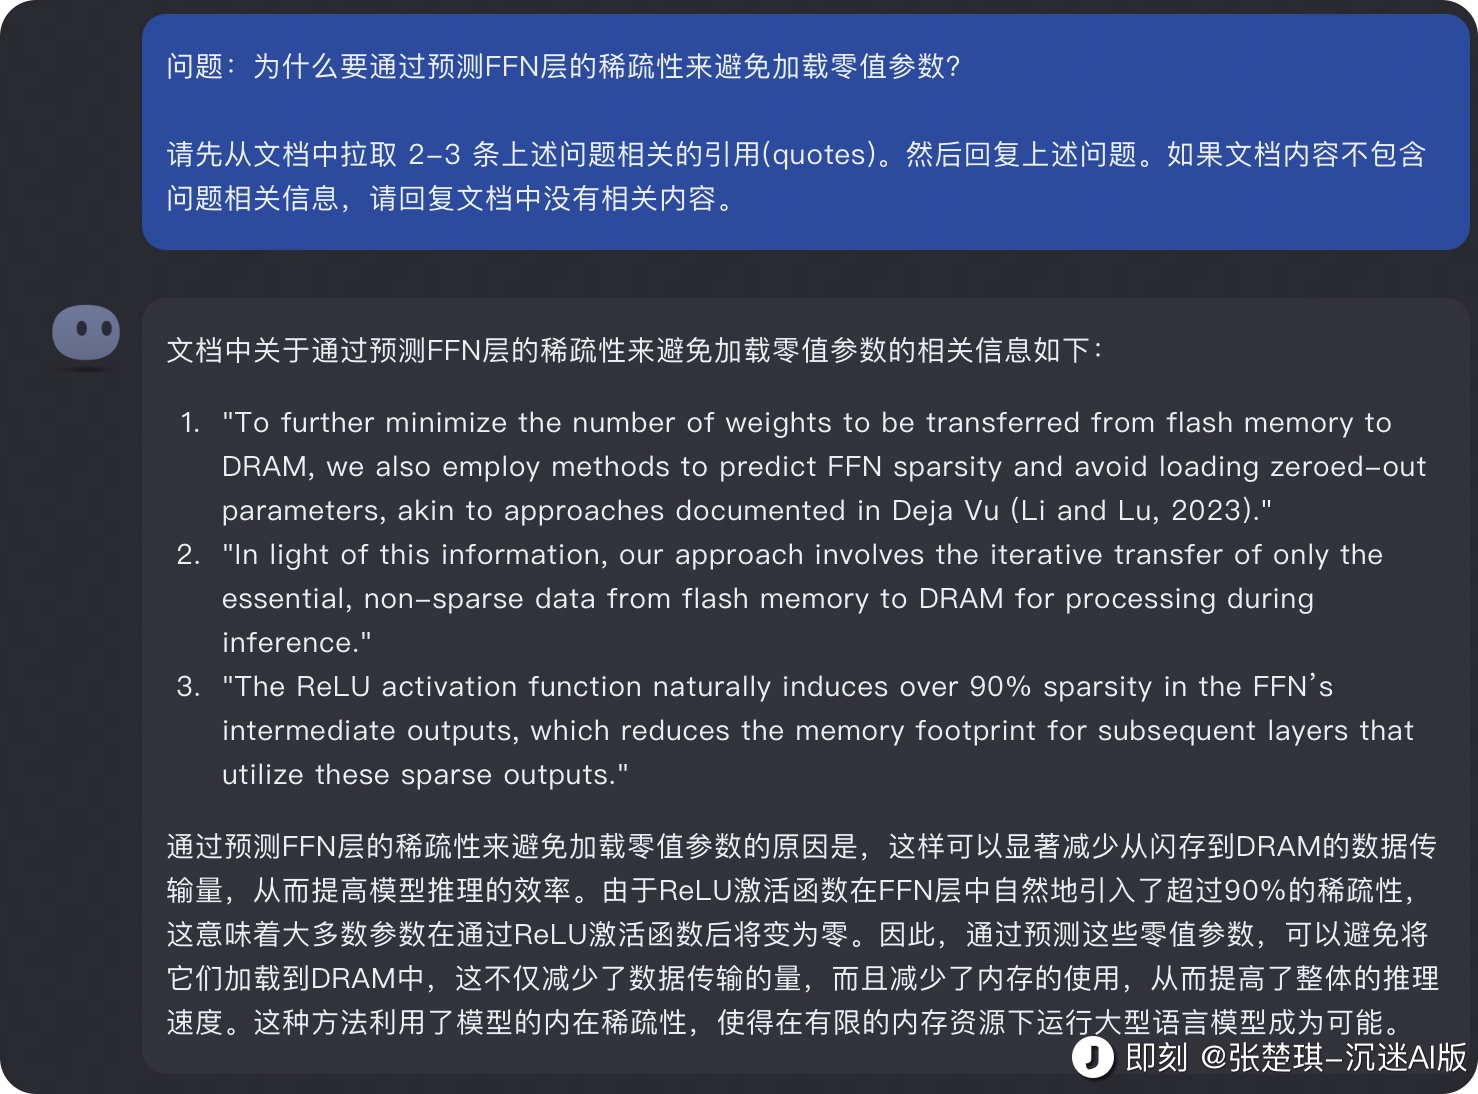 问题：为什么要通过预测FFN层的稀疏性来避免加载零值参数?
请先从文档中拉取 2-3 条上述问题相关的引用(quotes)。然后回复上述问题。如果文档内容不包含
问题相关信息，请回复文档中没有相关内容。
文档中关于通过预测FFN层的稀疏性来避免加载零值参数的相关信息如下：
1. "To further minimize the number of weights to be transferred from flash memory to
DRAM, we also employ methods to predict FFN sparsity and avoid loading zeroed-out
parameters, akin to approaches documented in Deja Vu (Li and Lu, 2023)."
2. "In light of this information, our approach involves the iterative transfer of only the
essential, non-sparse data from flash memory to DRAM for processing during
inference."
3. "The ReLU activation function naturally induces over 90% sparsity in the FFN's
intermediate outputs, which reduces the memory footprint for subsequent layers that
utilize these sparse outputs."
通过预测FFN层的稀疏性来避免加载零值参数的原因是，这样可以显著减少从闪存到DRAM的数据传
输量，从而提高模型推理的效率。由于ReLU激活函数在FFN层中自然地引入了超过90%的稀疏性，
这意味着大多数参数在通过ReLU激活函数后将变为零。因此，通过预测这些零值参数，可以避免将
它们加载到DRAM中，这不仅减少了数据传输的量，而且减少了内存的使用，从而提高了整体的推理
速度。这种方法利用了模型的内在稀疏性，使得在有限的内存资源下运行大型语言模型成为可能。
即刻 @张楚琪-沉迷AI版